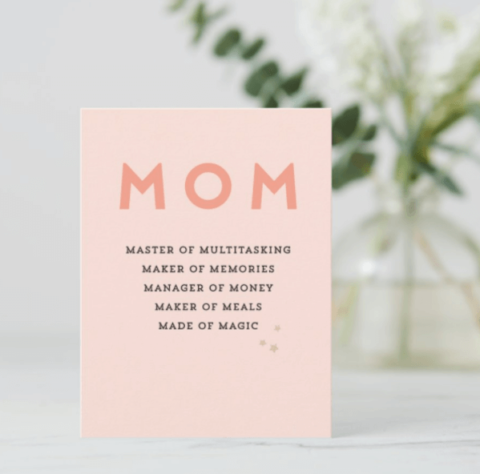 MOM
MASTER OF MULTITASKING
MAKER OF MEMORIES
MANAGER OF MONEY
MAKER OF MEALS
MADE OF MAGIC